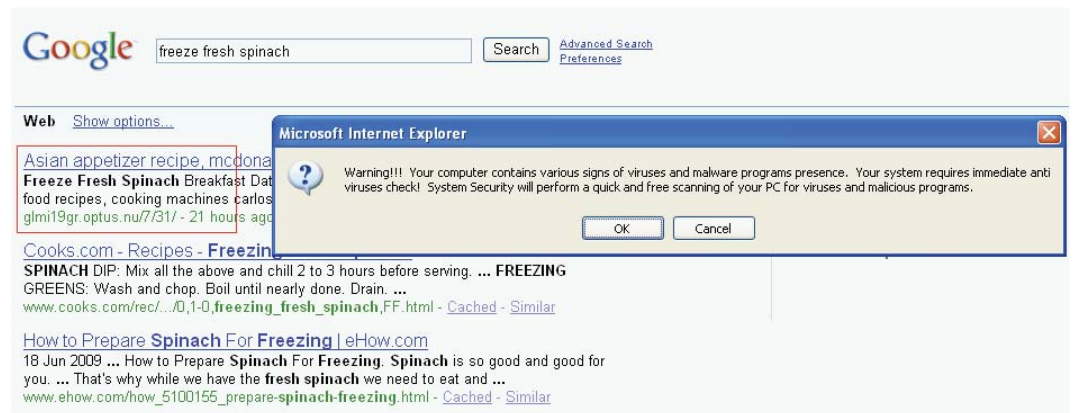 Google
freeze fresh spinach
Search
Advanced Search
Preferences
Web Show options...
Asian appetizer recipe, mcdona
Freeze Fresh Spinach Breakfast Dat
food recipes, cooking machines carlos
glmi19gr.optus.nu/7/31/ - 21 hours ago
Microsoft Internet Explorer
Warning!!! Your computer contains various signs of viruses and malware programs presence. Your system requires immediate anti
viruses check! System Security will perform a quick and free scanning of your PC for viruses and malicious programs.
OK
Cancel
Cooks.com - Recipes - Freezing
SPINACH DIP: Mix all the above and chill 2 to 3 hours before serving. ... FREEZING
GREENS: Wash and chop. Boil until nearly done. Drain. ...
www.cooks.com/rec/.../0,1-0,freezing_fresh_spinach,FF.html - Cached - Similar
How to Prepare Spinach For Freezing | eHow.com
18 Jun 2009 ... How to Prepare Spinach For Freezing. Spinach is so good and good for
you. ... That's why while we have the fresh spinach we need to eat and ...
www.ehow.com/how_5100155_prepare-spinach-freezing.html - Cached - Similar